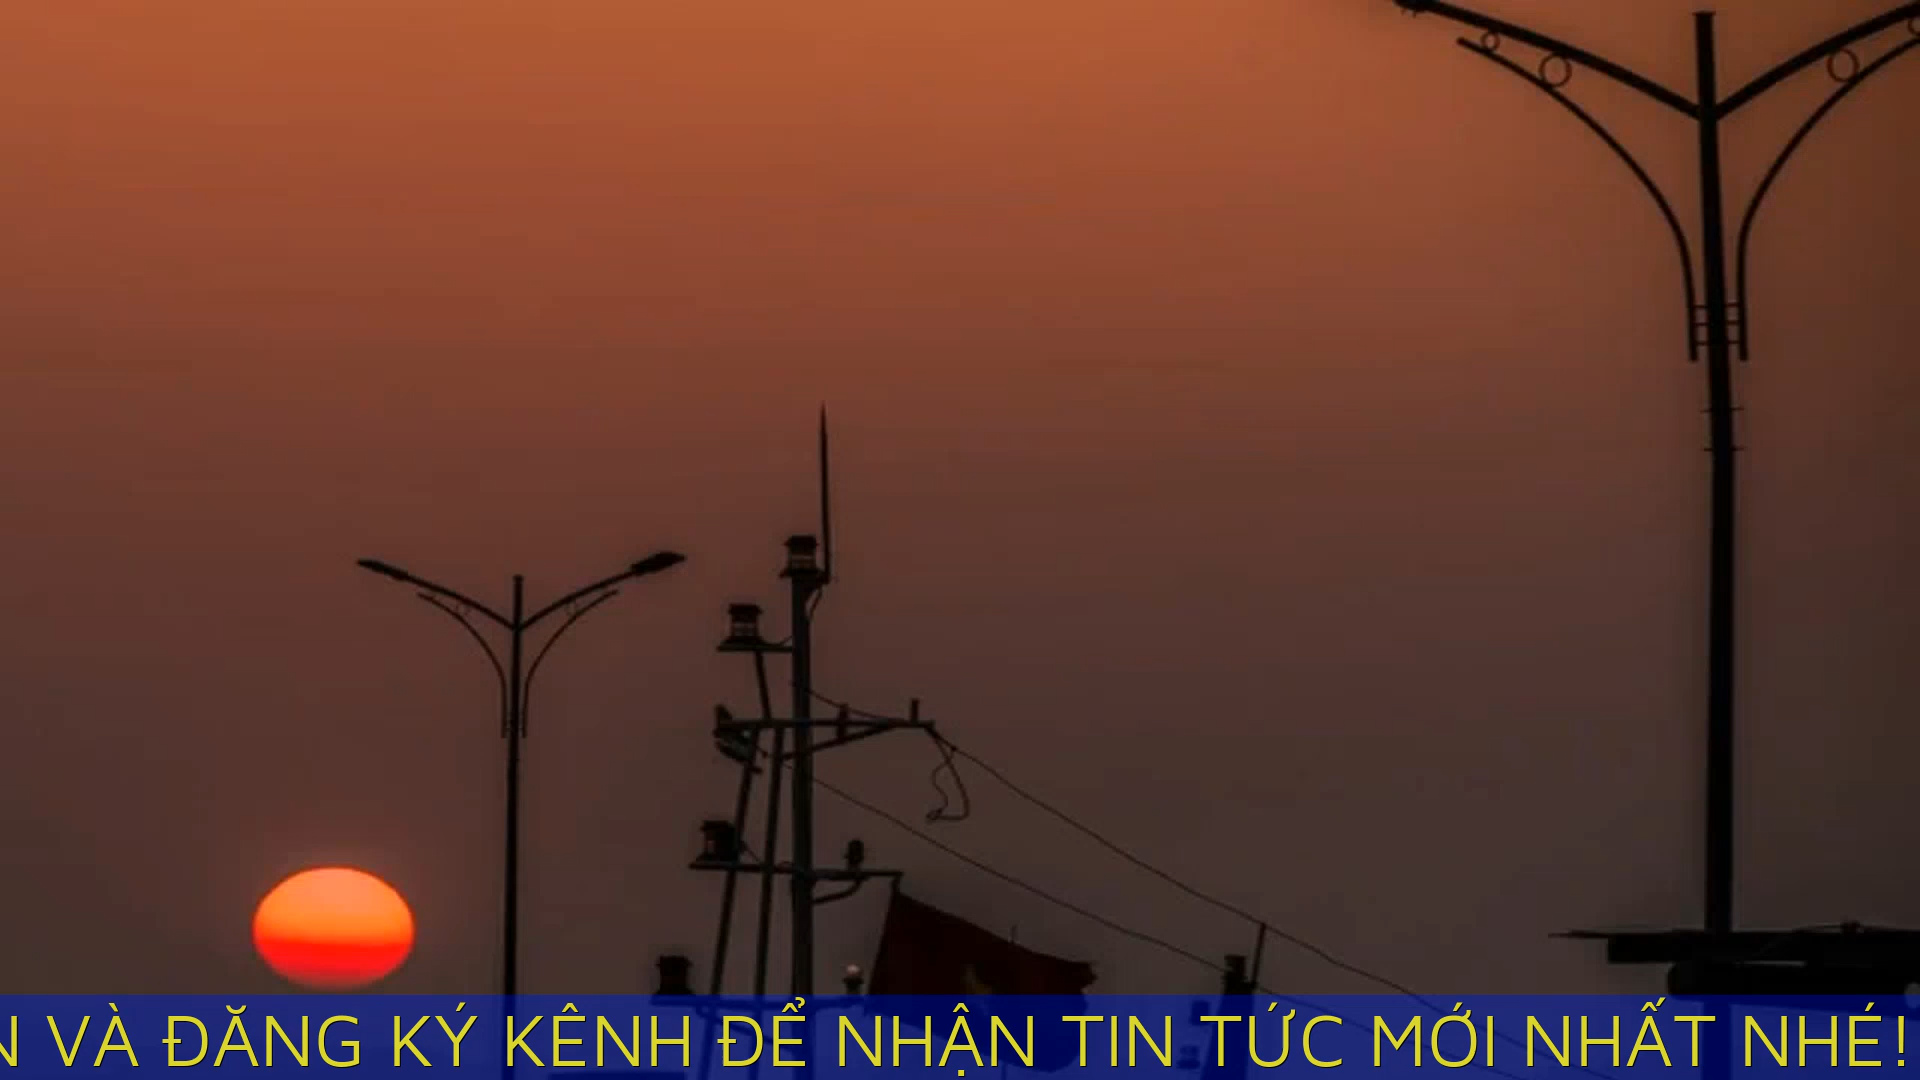 N VÀ ĐĂNG KÝ KÊNH ĐỂ NHẬN TIN TỨC MỚI NHẤT NHÉ!